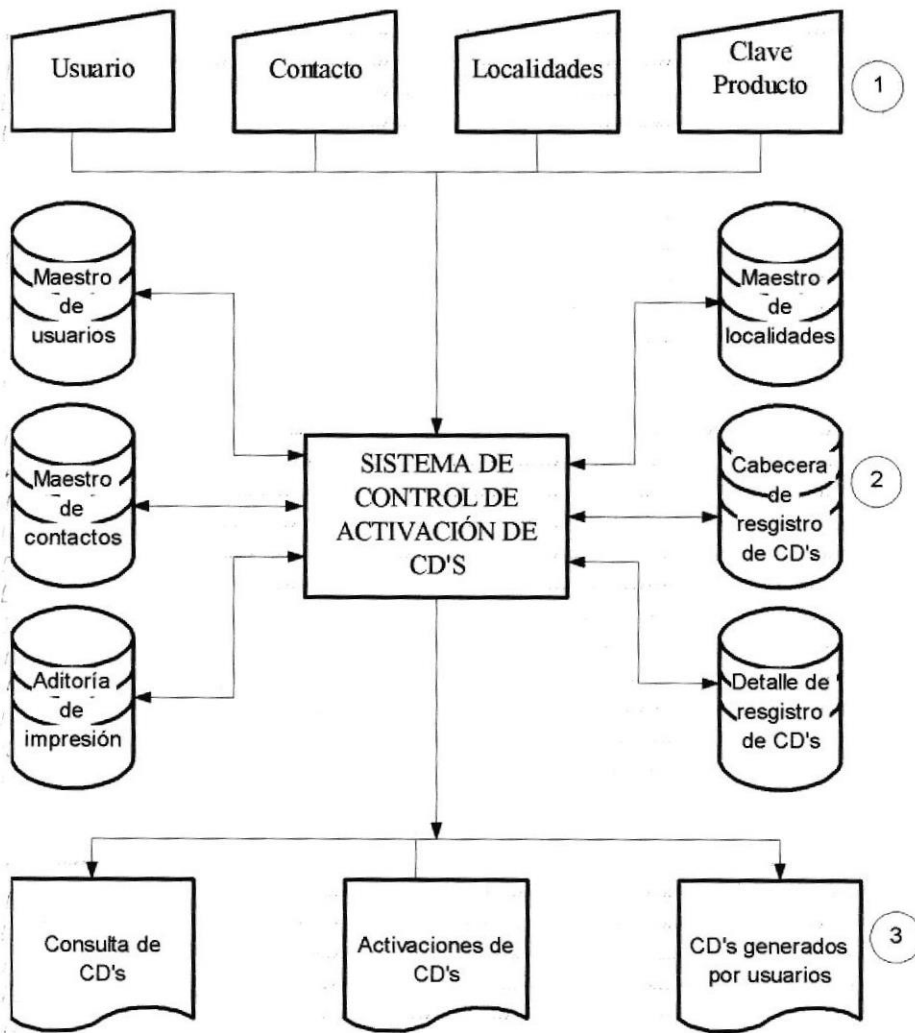 Usuario
Contacto
Localidades
Clave
Producto
1
Maestro
de
usuarios
Maestro
de
localidades
Maestro
de
contactos
SISTEMA DE
CONTROL DE
ACTIVACIÓN DE
CD'S
Cabecera
de
resgistro
de CD's
2
Aditoría
de
impresión
Detalle de
resgistro
de CD's
Consulta de
CD's
Activaciones de
CD's
CD's generados
por usuarios
3